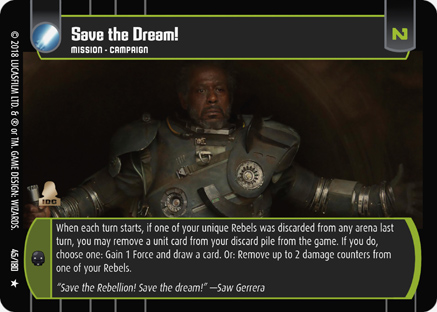 Save the Dream!
MISSION - CAMPAIGN
N
When each turn starts, if one of your unique Rebels was discarded from any arena last
turn, you may remove a unit card from your discard pile from the game. If you do,
choose one: Gain 1 Force and draw a card. Or: Remove up to 2 damage counters from
one of your Rebels.
"Save the Rebellion! Save the dream!" —Saw Gerrera
© 2018 LUCASFILM LTD. & ® or TM. GAME DESIGN: WIZARDS.
45/180 ★